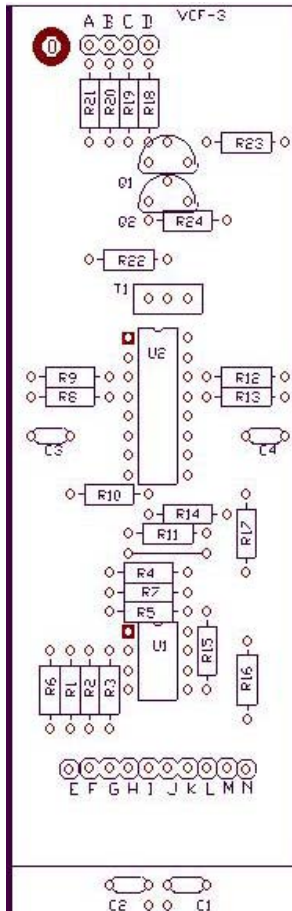 A B C D VCF-3
R21 R20 R19 R18
R23
Q1
Q2 R24
R22
T1
U2
R9 R12
R8 R13
C3 C4
R10
R14
R11 R17
R4
R7
R5
U1 R15
R6 R1 R2 R3 R16
E F G H I J K L M N
C2 C1